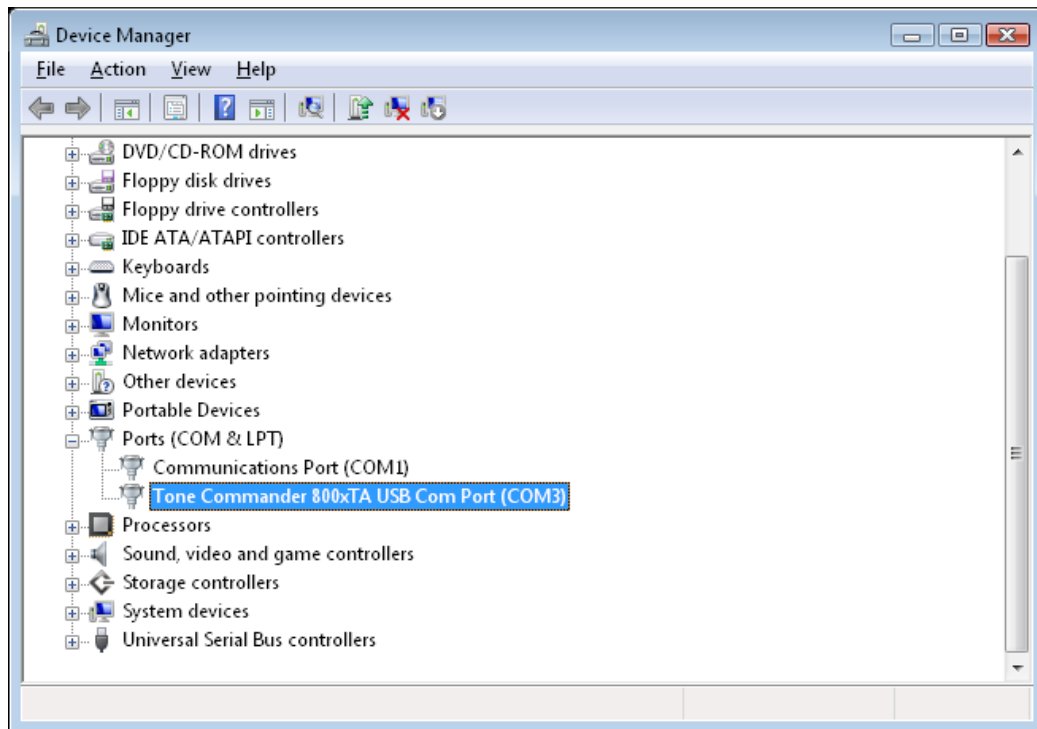 Device Manager
File Action View Help
DVD/CD-ROM drives
Floppy disk drives
Floppy drive controllers
IDE ATA/ATAPI controllers
Keyboards
Mice and other pointing devices
Monitors
Network adapters
Other devices
Portable Devices
Ports (COM & LPT)
Communications Port (COM1)
Tone Commander 800xTA USB Com Port (COM3)
Processors
Sound, video and game controllers
Storage controllers
System devices
Universal Serial Bus controllers